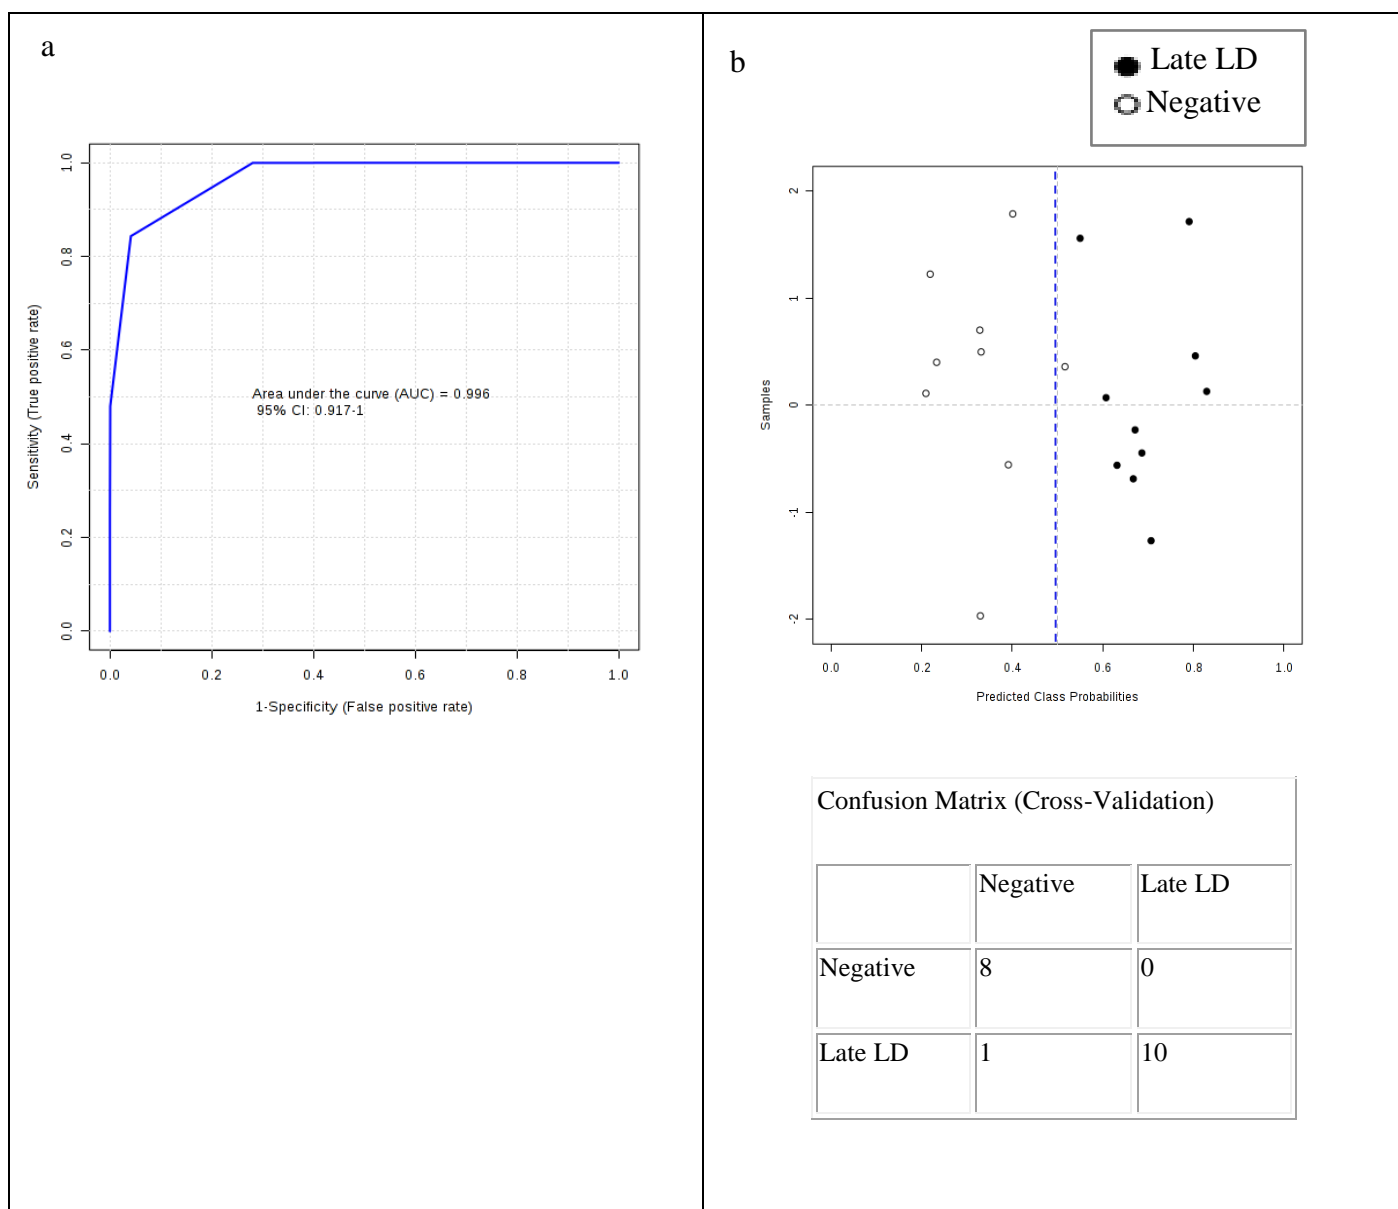 a
1.0
0.8
0.6
0.4
0.2
0.0
Sensitivity (True positive rate)
Area under the curve (AUC) = 0.996
95% CI: 0.917-1
0.0 0.2 0.4 0.6 0.8 1.0
1-Specificity (False positive rate)
b
Late LD
Negative
2
1
0
-1
-2
Samples
0.0 0.2 0.4 0.6 0.8 1.0
Predicted Class Probabilities
Confusion Matrix (Cross-Validation)
Negative Late LD
Negative 8 0
Late LD 1 10